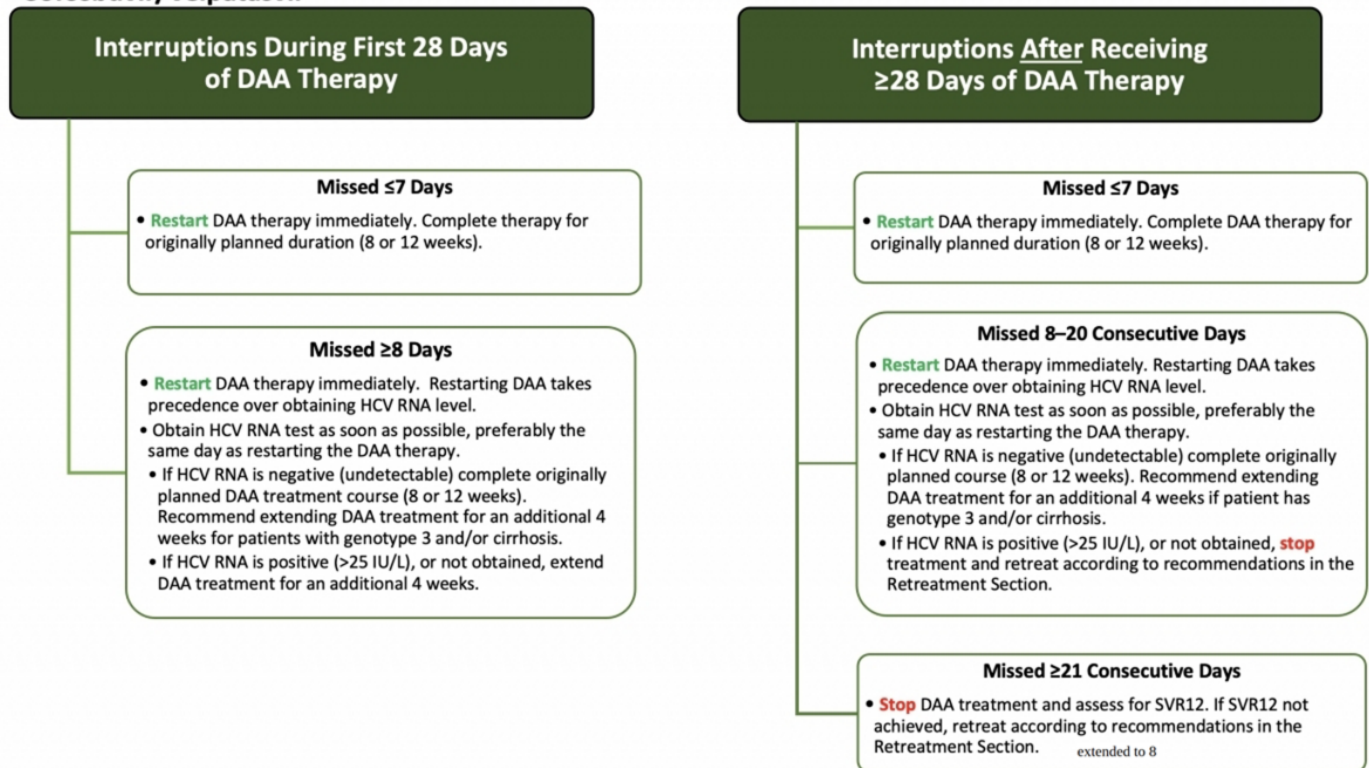 Interruptions During First 28 Days
of DAA Therapy
Missed ≤7 Days
• Restart DAA therapy immediately. Complete therapy for
originally planned duration (8 or 12 weeks).
Missed ≥8 Days
• Restart DAA therapy immediately.  Restarting DAA takes
precedence over obtaining HCV RNA level.
• Obtain HCV RNA test as soon as possible, preferably the
same day as restarting the DAA therapy.
• If HCV RNA is negative (undetectable) complete originally
planned DAA treatment course (8 or 12 weeks).
Recommend extending DAA treatment for an additional 4
weeks for patients with genotype 3 and/or cirrhosis.
• If HCV RNA is positive (>25 IU/L), or not obtained, extend
DAA treatment for an additional 4 weeks.
Interruptions After Receiving
≥28 Days of DAA Therapy
Missed ≤7 Days
• Restart DAA therapy immediately. Complete DAA therapy for
originally planned duration (8 or 12 weeks).
Missed 8–20 Consecutive Days
• Restart DAA therapy immediately. Restarting DAA takes
precedence over obtaining HCV RNA level.
• Obtain HCV RNA test as soon as possible, preferably the
same day as restarting the DAA therapy.
• If HCV RNA is negative (undetectable) complete originally
planned course (8 or 12 weeks). Recommend extending
DAA treatment for an additional 4 weeks if patient has
genotype 3 and/or cirrhosis.
• If HCV RNA is positive (>25 IU/L), or not obtained, stop
treatment and retreat according to recommendations in the
Retreatment Section.
Missed ≥21 Consecutive Days
• Stop DAA treatment and assess for SVR12. If SVR12 not
achieved, retreat according to recommendations in the
Retreatment Section.
extended to 8